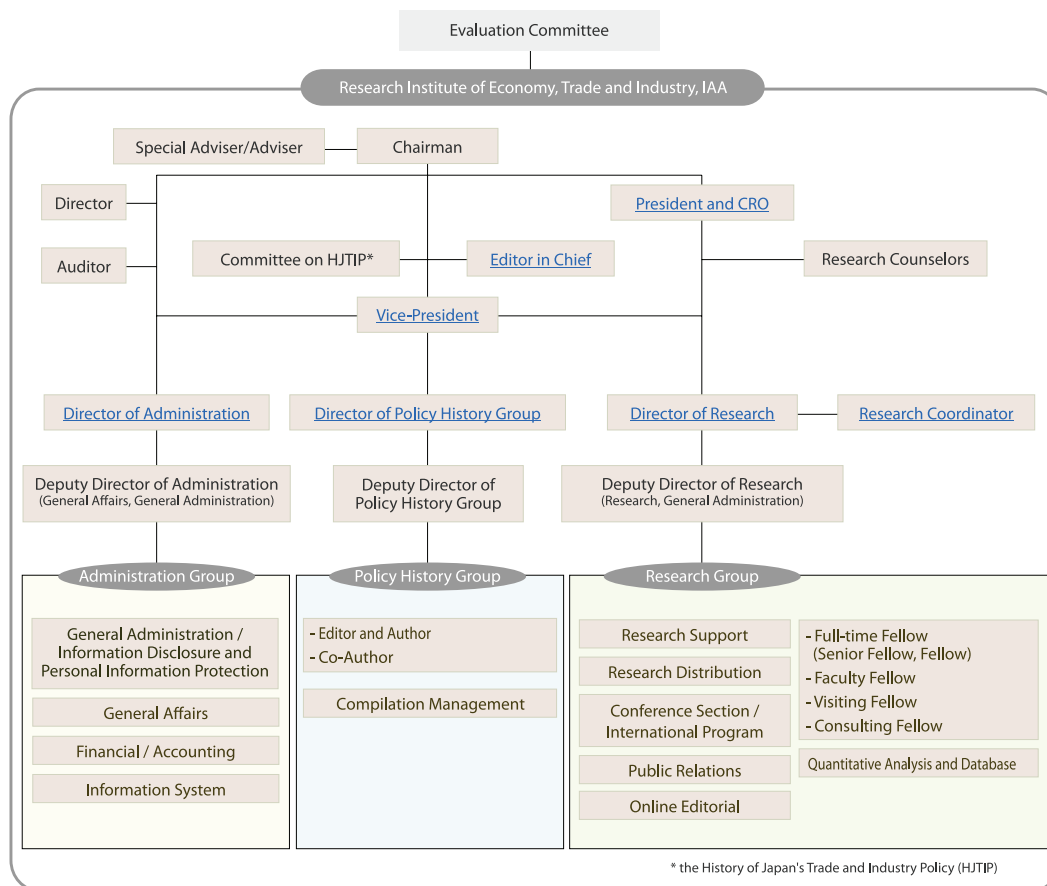 Evaluation Committee
Research Institute of Economy, Trade and Industry, IAA
Special Adviser/Adviser
Chairman
Director
President and CRO
Auditor
Committee on HJTIP*
Editor in Chief
Research Counselors
Vice-President
Director of Administration
Director of Policy History Group
Director of Research
Research Coordinator
Deputy Director of Administration
(General Affairs, General Administration)
Deputy Director of
Policy History Group
Deputy Director of Research
(Research, General Administration)
Administration Group
General Administration /
Information Disclosure and
Personal Information Protection
General Affairs
Financial / Accounting
Information System
Policy History Group
- Editor and Author
- Co-Author
Compilation Management
Research Group
Research Support
Research Distribution
Conference Section /
International Program
Public Relations
Online Editorial
- Full-time Fellow
(Senior Fellow, Fellow)
- Faculty Fellow
- Visiting Fellow
- Consulting Fellow
Quantitative Analysis and Database
* the History of Japan's Trade and Industry Policy (HJTIP)